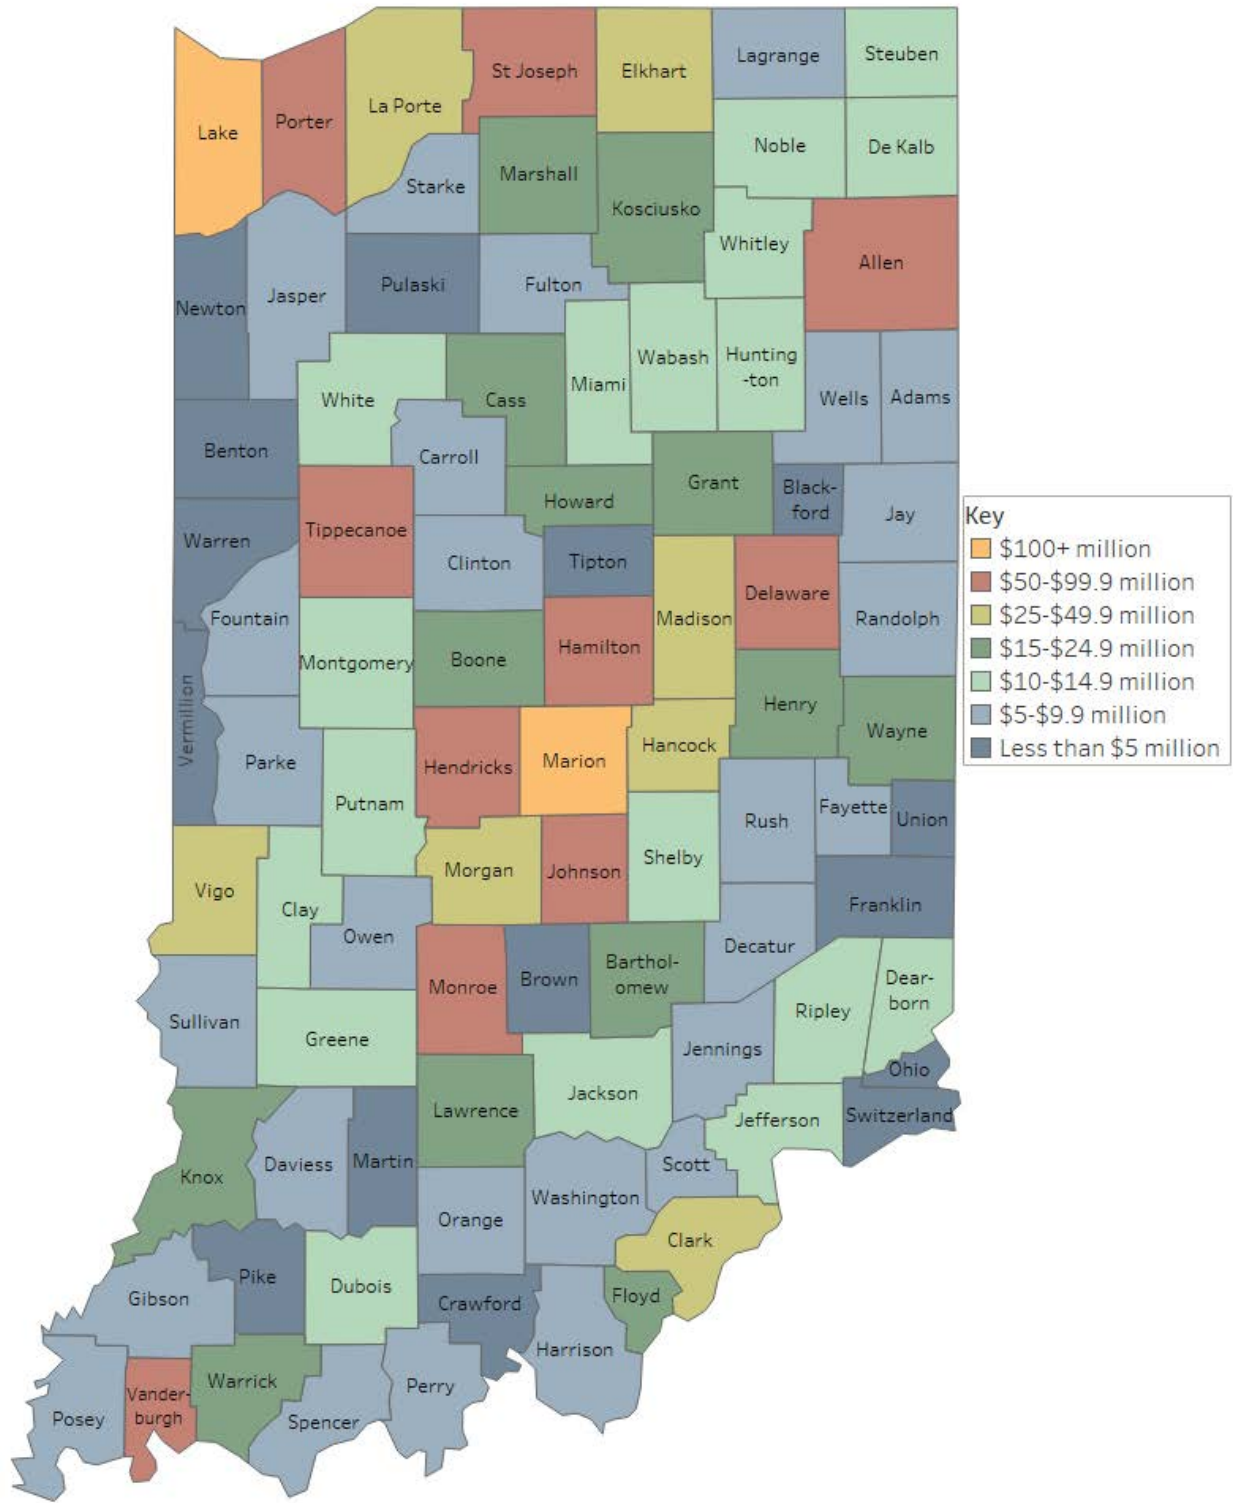 Lagrange
Steuben
St Joseph
Elkhart
La Porte
Porter
Lake
Noble
De Kalb
Marshall
Starke
Kosciusko
Whitley
Allen
Pulaski
Fulton
Jasper
Newton
Wabash
Hunting
-ton
Miami
White
Cass
Wells
Adams
Benton
Carroll
Grant
Black-
ford
Howard
Jay
Tippecanoe
Warren
Clinton
Tipton
Delaware
Fountain
Madison
Randolph
Montgomery
Boone
Hamilton
Henry
Vermillion
Wayne
Hancock
Parke
Hendricks
Marion
Putnam
Rush
Fayette
Union
Shelby
Morgan
Johnson
Vigo
Clay
Franklin
Owen
Decatur
Monroe
Brown
Barthol-
omew
Dear-
born
Ripley
Sullivan
Greene
Jennings
Ohio
Jackson
Lawrence
Jefferson
Switzerland
Knox
Daviess
Martin
Scott
Washington
Orange
Clark
Pike
Dubois
Gibson
Crawford
Floyd
Harrison
Warrick
Perry
Vander-
burgh
Posey
Spencer
Key
$100+ million
$50-$99.9 million
$25-$49.9 million
$15-$24.9 million
$10-$14.9 million
$5-$9.9 million
Less than $5 million